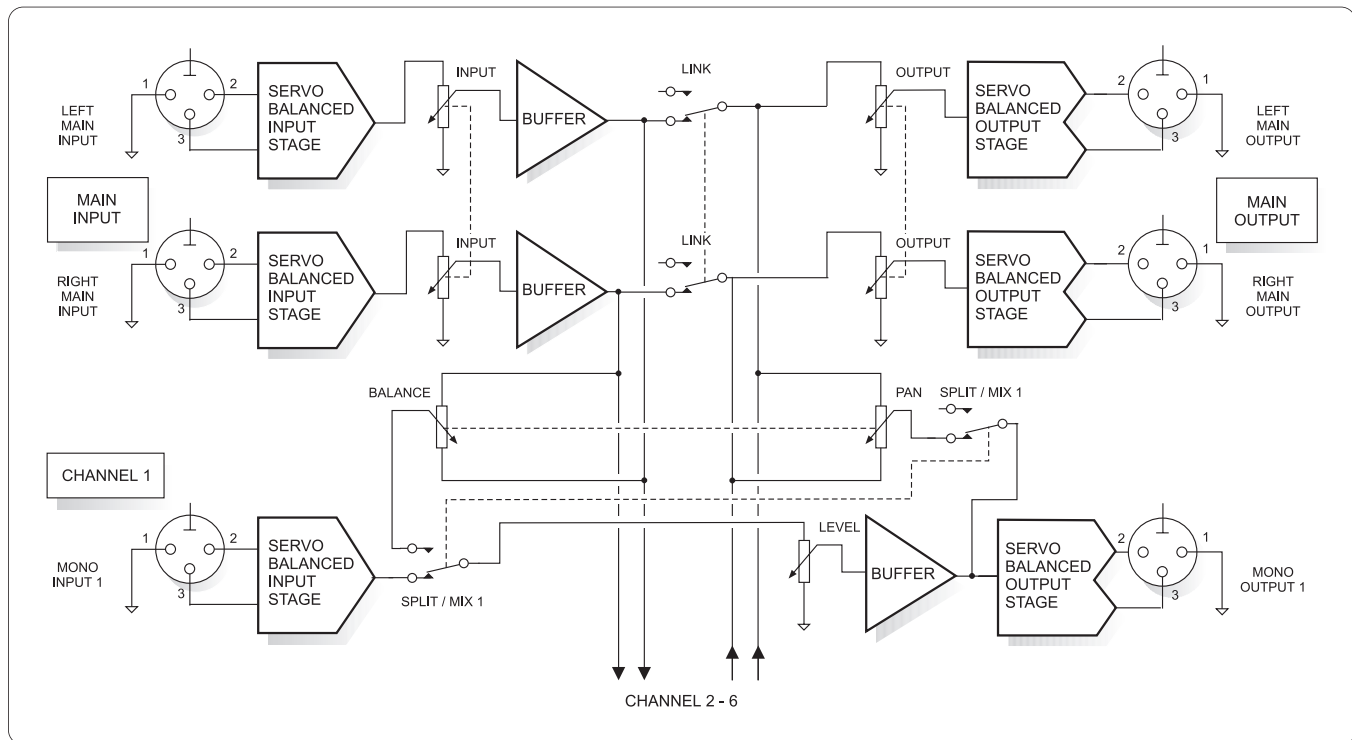 LINK
INPUT
OUTPUT
1
2
3
LEFT
MAIN
INPUT
SERVO
BALANCED
INPUT
STAGE
BUFFER
SERVO
BALANCED
OUTPUT
STAGE
2
1
3
LEFT
MAIN
OUTPUT
MAIN
INPUT
MAIN
OUTPUT
LINK
INPUT
OUTPUT
1
2
3
RIGHT
MAIN
INPUT
SERVO
BALANCED
INPUT
STAGE
BUFFER
SERVO
BALANCED
OUTPUT
STAGE
2
1
3
RIGHT
MAIN
OUTPUT
BALANCE
PAN
SPLIT / MIX 1
CHANNEL 1
1
2
3
MONO
INPUT 1
SERVO
BALANCED
INPUT
STAGE
SPLIT / MIX 1
LEVEL
BUFFER
SERVO
BALANCED
OUTPUT
STAGE
2
1
3
MONO
OUTPUT 1
CHANNEL 2 - 6